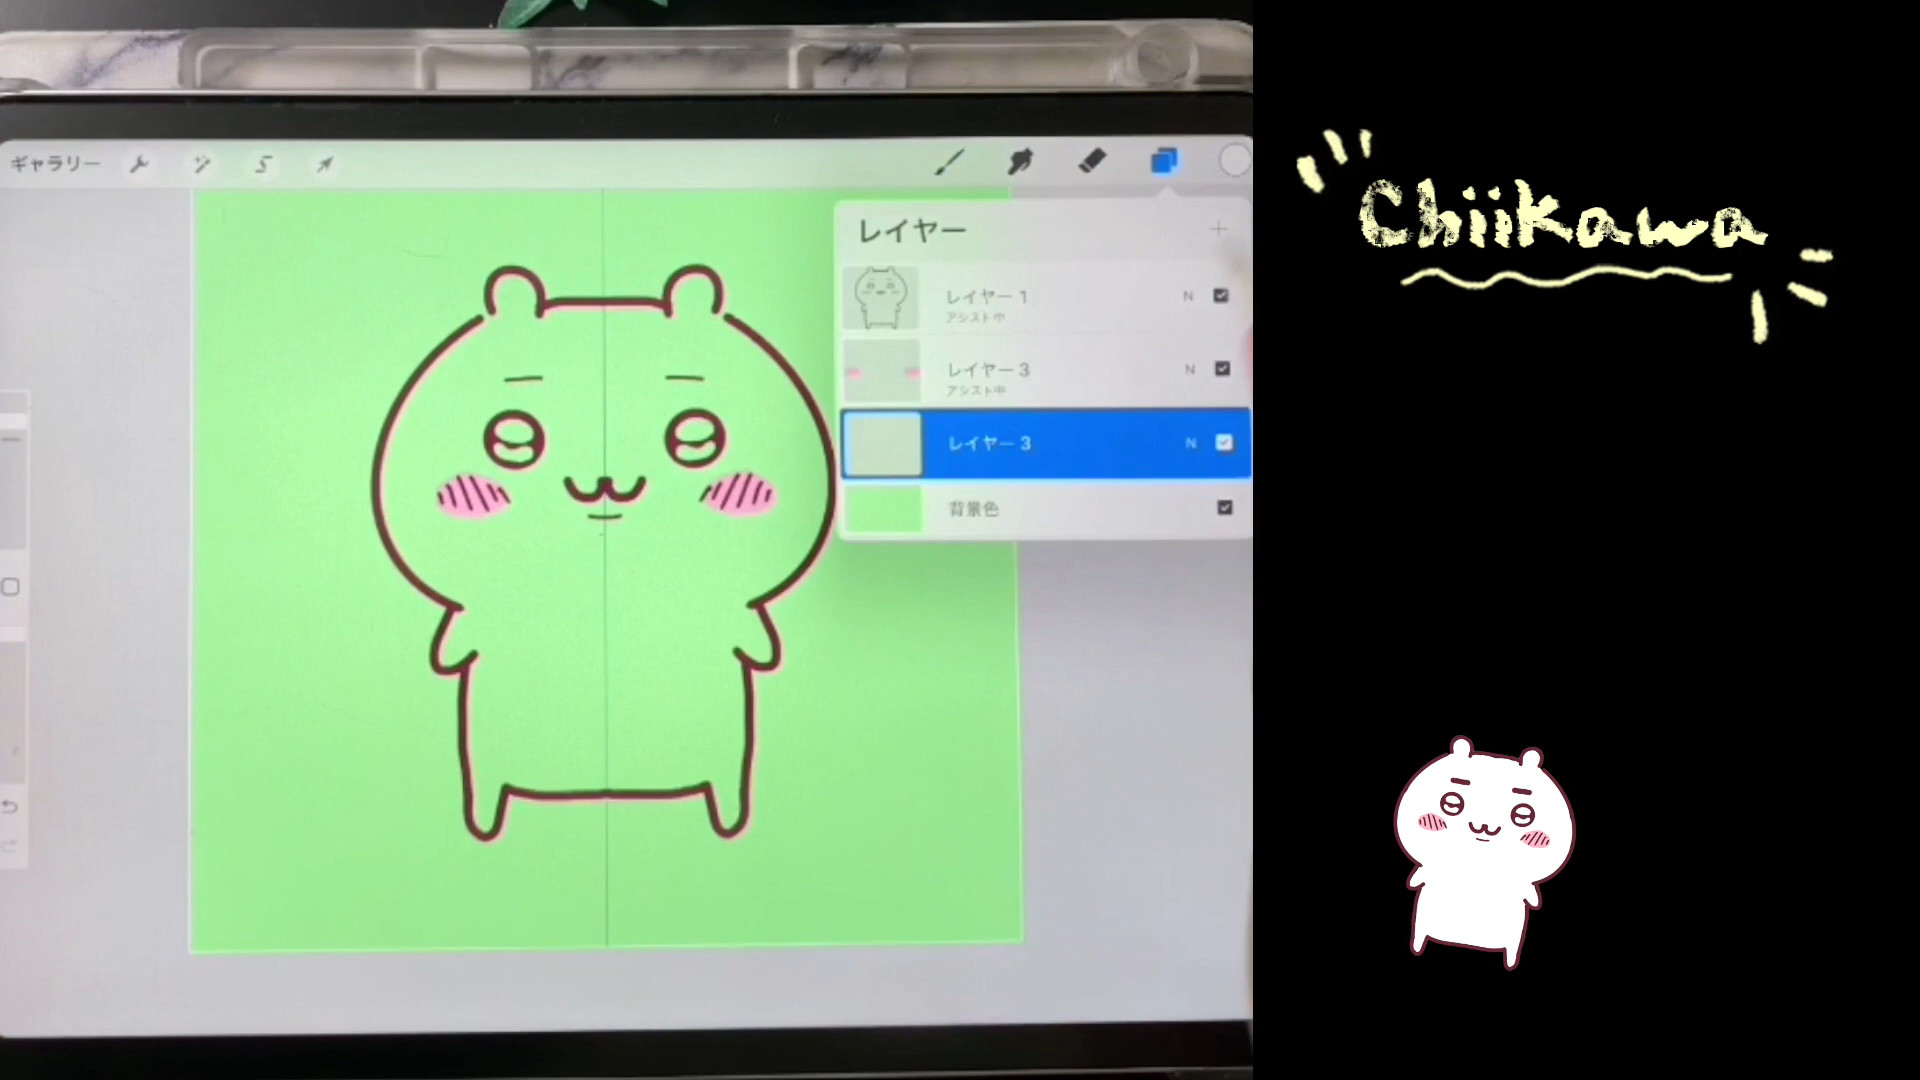 ギャラリー
レイヤー
レイヤー 1
N
アシスト中
レイヤー 3
N
アシスト中
レイヤー 3
N
背景色
Chiikawa